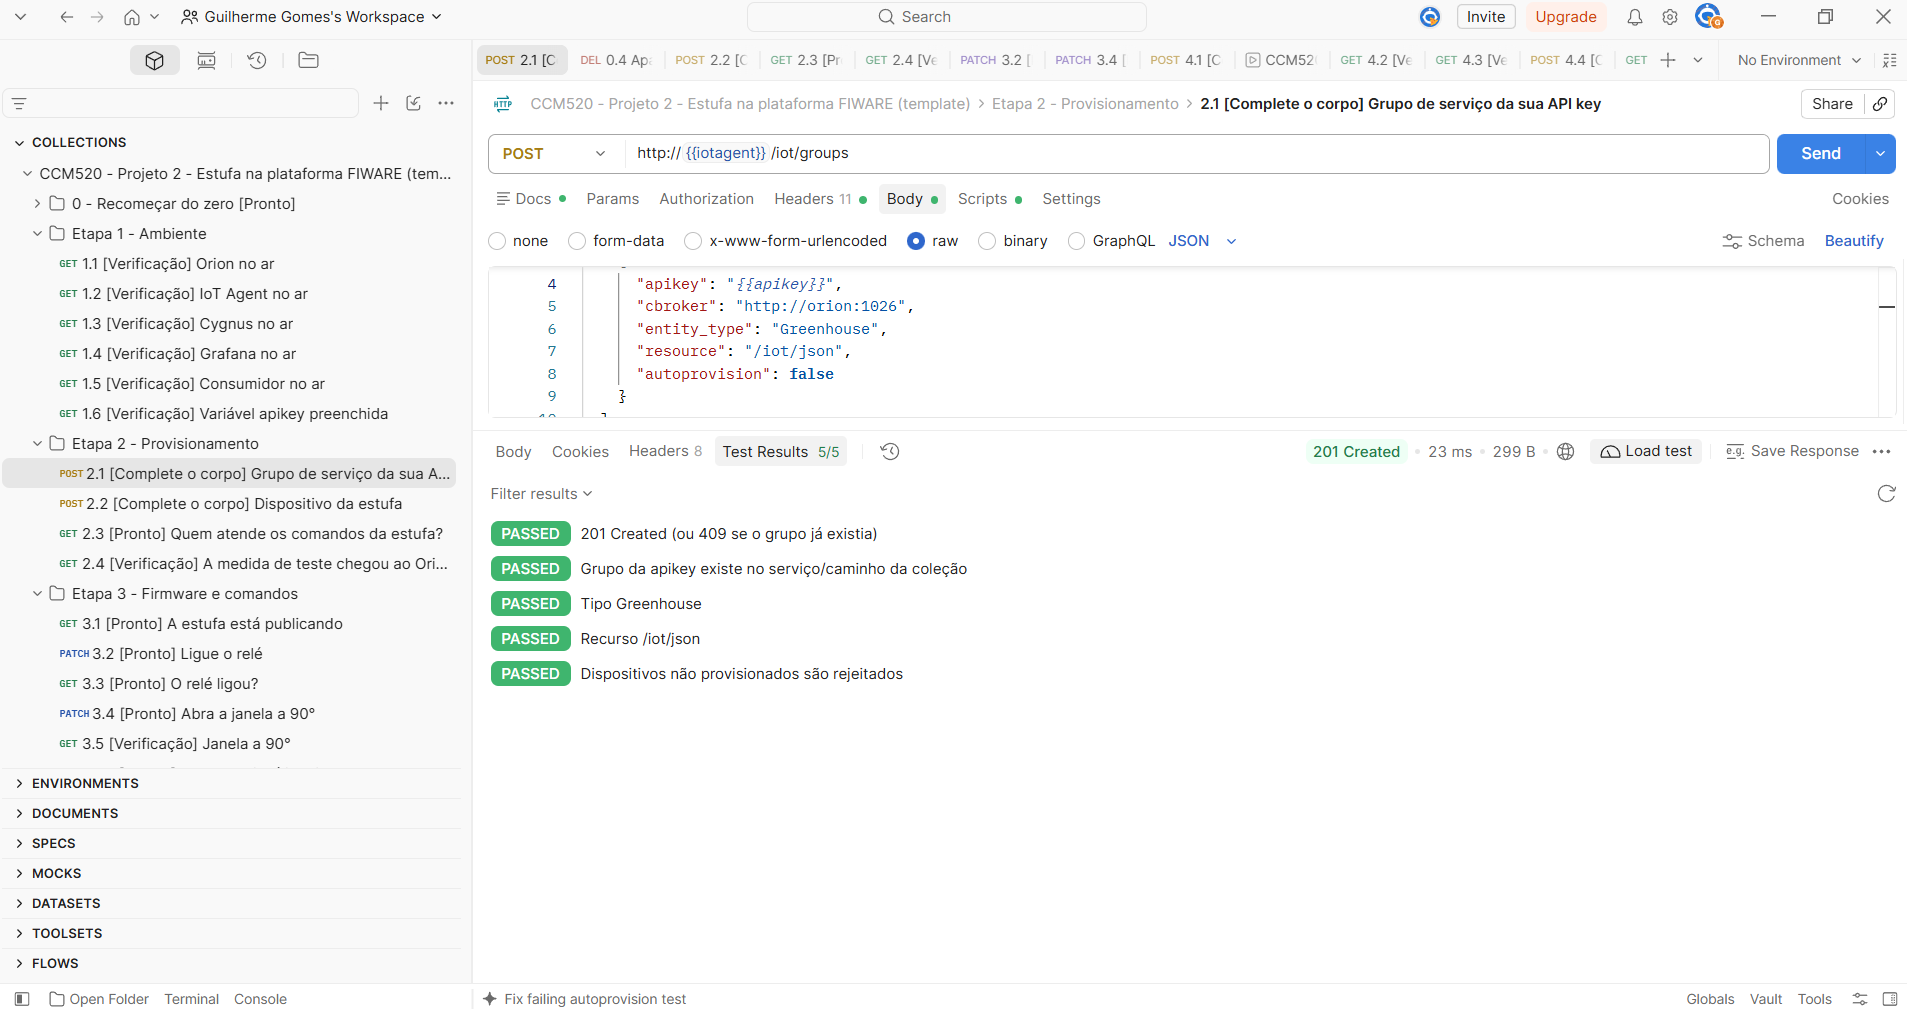 Guilherme Gomes's Workspace
Search
Invite
Upgrade
POST 2.1 [C
DEL 0.4 Apa
POST 2.2 [C
GET 2.3 [Pr
GET 2.4 [Ve
PATCH 3.2 [
PATCH 3.4 [
POST 4.1 [C
CCM52
GET 4.2 [Ve
GET 4.3 [Ve
POST 4.4 [C
GET
No Environment
CCM520 - Projeto 2 - Estufa na plataforma FIWARE (template) > Etapa 2 - Provisionamento > 2.1 [Complete o corpo] Grupo de serviço da sua API key
Share
COLLECTIONS
CCM520 - Projeto 2 - Estufa na plataforma FIWARE (tem...
0 - Recomeçar do zero [Pronto]
Etapa 1 - Ambiente
GET 1.1 [Verificação] Orion no ar
GET 1.2 [Verificação] IoT Agent no ar
GET 1.3 [Verificação] Cygnus no ar
GET 1.4 [Verificação] Grafana no ar
GET 1.5 [Verificação] Consumidor no ar
GET 1.6 [Verificação] Variável apikey preenchida
Etapa 2 - Provisionamento
POST 2.1 [Complete o corpo] Grupo de serviço da sua A...
POST 2.2 [Complete o corpo] Dispositivo da estufa
GET 2.3 [Pronto] Quem atende os comandos da estufa?
GET 2.4 [Verificação] A medida de teste chegou ao Ori...
Etapa 3 - Firmware e comandos
GET 3.1 [Pronto] A estufa está publicando
PATCH 3.2 [Pronto] Ligue o relé
GET 3.3 [Pronto] O relé ligou?
PATCH 3.4 [Pronto] Abra a janela a 90°
GET 3.5 [Verificação] Janela a 90°
ENVIRONMENTS
DOCUMENTS
SPECS
MOCKS
DATASETS
TOOLSETS
FLOWS
POST
http:// {{iotagent}} /iot/groups
Send
Docs
Params
Authorization
Headers 11
Body
Scripts
Settings
Cookies
none
form-data
x-www-form-urlencoded
raw
binary
GraphQL
JSON
Schema
Beautify
4 "apikey": "{{apikey}}",
5 "cbroker": "http://orion:1026",
6 "entity_type": "Greenhouse",
7 "resource": "/iot/json",
8 "autoprovision": false
9 }
Body
Cookies
Headers 8
Test Results 5/5
201 Created
23 ms
299 B
Load test
e.g. Save Response
Filter results
PASSED 201 Created (ou 409 se o grupo já existia)
PASSED Grupo da apikey existe no serviço/caminho da coleção
PASSED Tipo Greenhouse
PASSED Recurso /iot/json
PASSED Dispositivos não provisionados são rejeitados
Open Folder
Terminal
Console
Fix failing autoprovision test
Globals
Vault
Tools